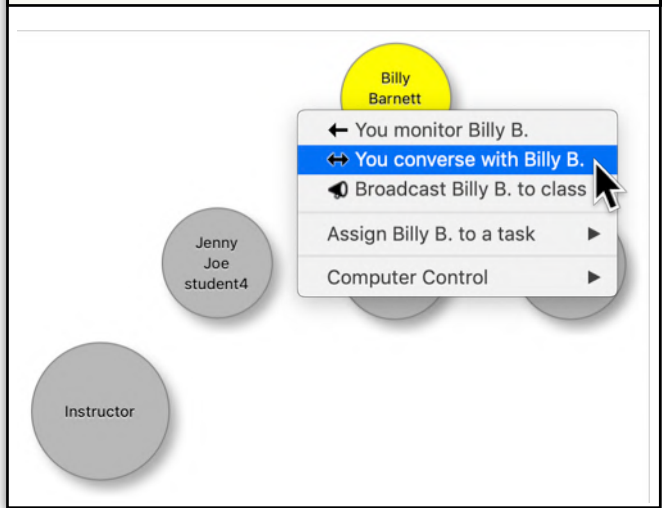 Billy
Barnett
You monitor Billy B.
You converse with Billy B.
Broadcast Billy B. to class
Assign Billy B. to a task
Computer Control
Jenny
Joe
student4
Instructor